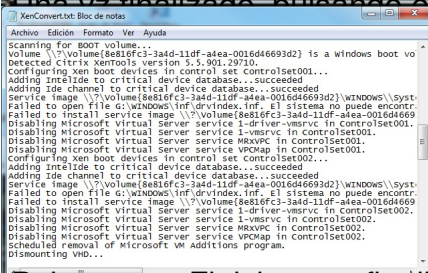 XenConvert.txt: Bloc de notas
Archivo Edición Formato Ver Ayuda
Scanning for BOOT volume...
Volume \\?\Volume{8e816fc3-3a4d-11df-a4ea-0016d46693d2} is a Windows boot vo
Detected Citrix XenTools version 5.5.901.29710.
Configuring Xen boot devices in control set ControlSet001...
Adding IntelIde to critical device database...succeeded
Adding Ide channel to critical device database...succeeded
Service image \\?\Volume{8e816fc3-3a4d-11df-a4ea-0016d46693d2}\WINDOWS\Syst
Failed to open file G:\WINDOWS\inf\drvindex.inf. El sistema no puede encontr
Failed to install service image \\?\Volume{8e816fc3-3a4d-11df-a4ea-0016d4669
Disabling Microsoft Virtual Server service 1-driver-vmsrvc in ControlSet001.
Disabling Microsoft Virtual Server service 1-vmsrvc in ControlSet001.
Disabling Microsoft Virtual Server service MRxVPC in ControlSet001.
Disabling Microsoft Virtual Server service VPCMap in ControlSet001.
Configuring Xen boot devices in control set ControlSet002...
Adding IntelIde to critical device database...succeeded
Adding Ide channel to critical device database...succeeded
Service image \\?\Volume{8e816fc3-3a4d-11df-a4ea-0016d46693d2}\WINDOWS\Syst
Failed to open file G:\WINDOWS\inf\drvindex.inf. El sistema no puede encontr
Failed to install service image \\?\Volume{8e816fc3-3a4d-11df-a4ea-0016d4669
Disabling Microsoft Virtual Server service 1-driver-vmsrvc in ControlSet002.
Disabling Microsoft Virtual Server service 1-vmsrvc in ControlSet002.
Disabling Microsoft Virtual Server service MRxVPC in ControlSet002.
Disabling Microsoft Virtual Server service VPCMap in ControlSet002.
Scheduled removal of Microsoft VM Additions program.
Dismounting VHD...